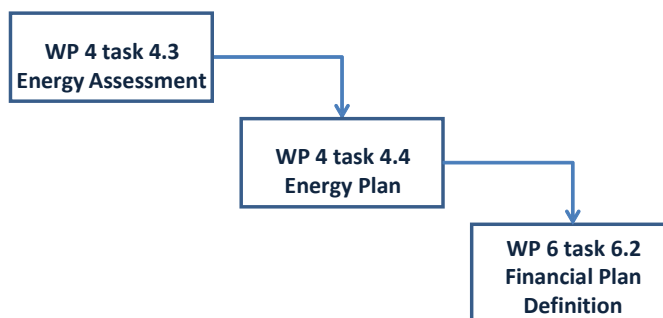 WP 4 task 4.3
Energy Assessment
WP 4 task 4.4
Energy Plan
WP 6 task 6.2
Financial Plan
Definition